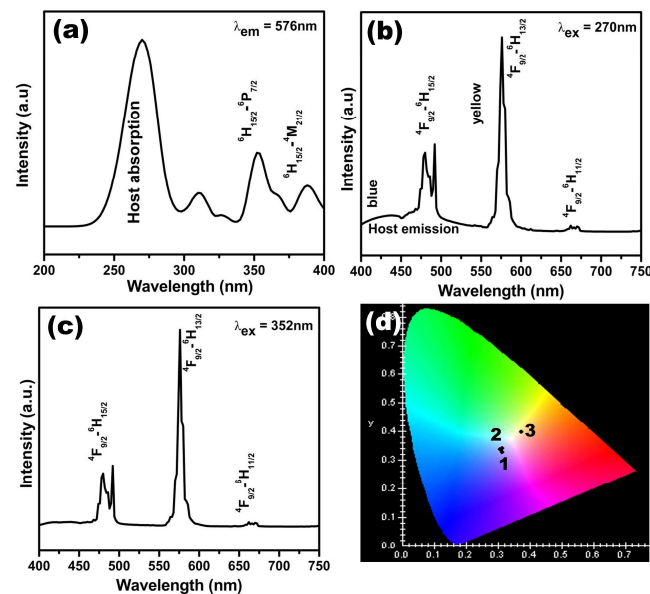 (a)
λem = 576nm
Intensity (a.u)
Host absorption
6H15/2-6P7/2
6H15/2-4M21/2
200 250 300 350 400
Wavelength (nm)
(b)
λex = 270nm
Intensity (a.u)
blue
Host emission
4F9/2-6H15/2
yellow
4F9/2-6H13/2
4F9/2-6H11/2
400 450 500 550 600 650 700 750
Wavelength (nm)
(c)
λex = 352nm
Intensity (a.u.)
4F9/2-6H15/2
4F9/2-6H13/2
4F9/2-6H11/2
400 450 500 550 600 650 700 750
Wavelength (nm)
(d)
0.7
0.6
0.5
y
0.4
0.3
0.2
0.1
0.0
2
3
1
0.0 0.1 0.2 0.3 0.4 0.5 0.6 0.7